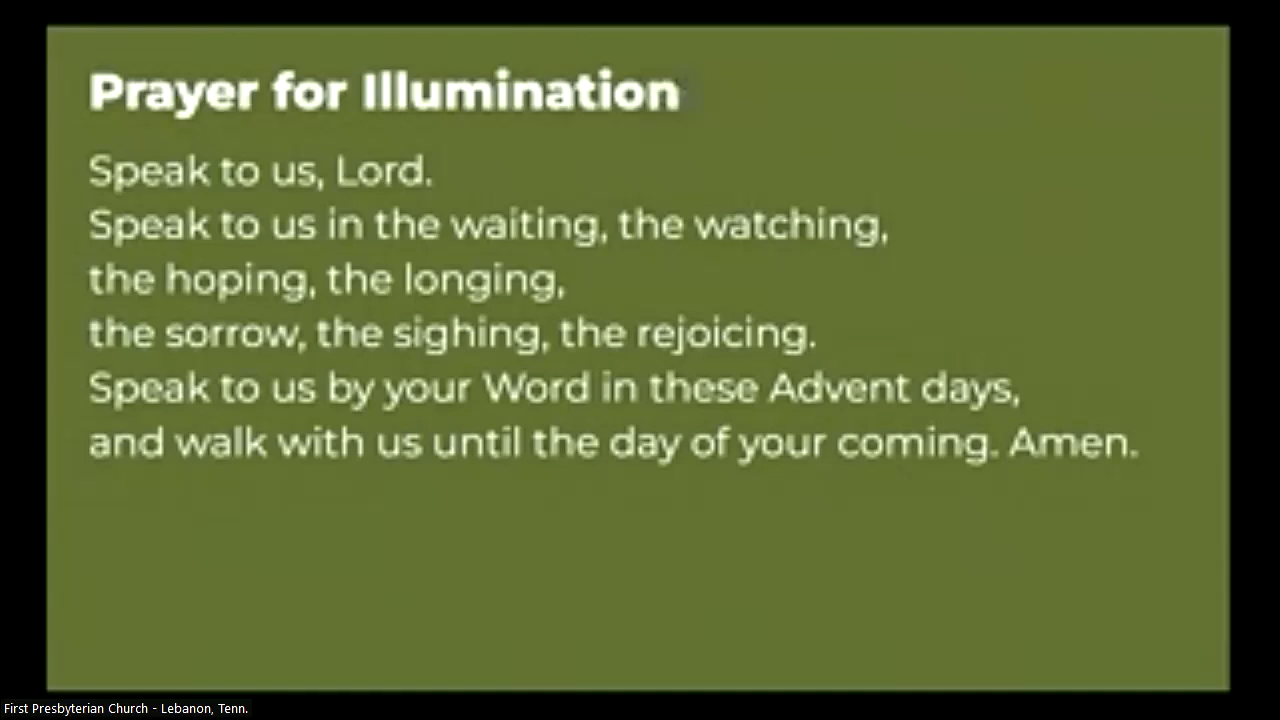 Prayer for Illumination
Speak to us, Lord.
Speak to us in the waiting, the watching,
the hoping, the longing,
the sorrow, the sighing, the rejoicing.
Speak to us by your Word in these Advent days,
and walk with us until the day of your coming. Amen.
First Presbyterian Church - Lebanon, Tenn.